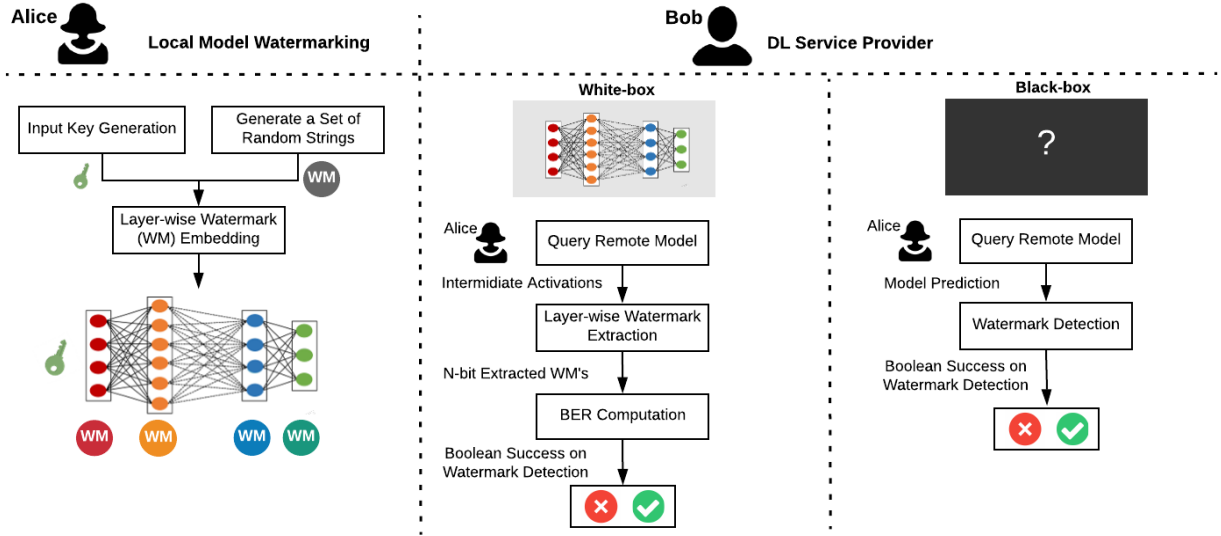 Alice
Local Model Watermarking
Bob
DL Service Provider
Input Key Generation
Generate a Set of
Random Strings
WM
Layer-wise Watermark
(WM) Embedding
WM
WM
WM
WM
White-box
Alice
Query Remote Model
Intermidiate Activations
Layer-wise Watermark
Extraction
N-bit Extracted WM's
BER Computation
Boolean Success on
Watermark Detection
Black-box
?
Alice
Query Remote Model
Model Prediction
Watermark Detection
Boolean Success on
Watermark Detection